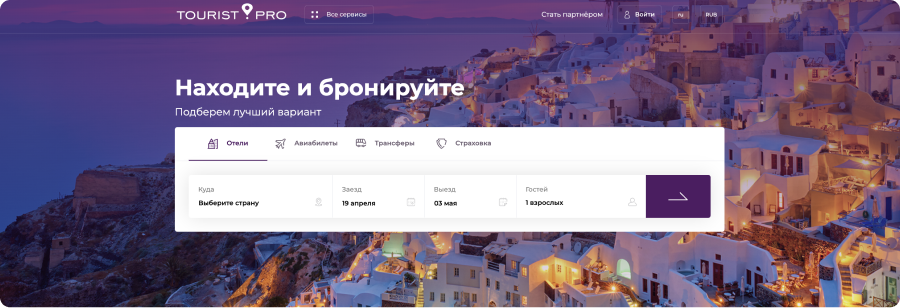 TOURIST PRO
Все сервисы
Стать партнёром
Войти
ru
RUB
Находите и бронируйте
Подберем лучший вариант
Отели
Авиабилеты
Трансферы
Страховка
Куда
Выберите страну
Заезд
19 апреля
Выезд
03 мая
Гостей
1 взрослых